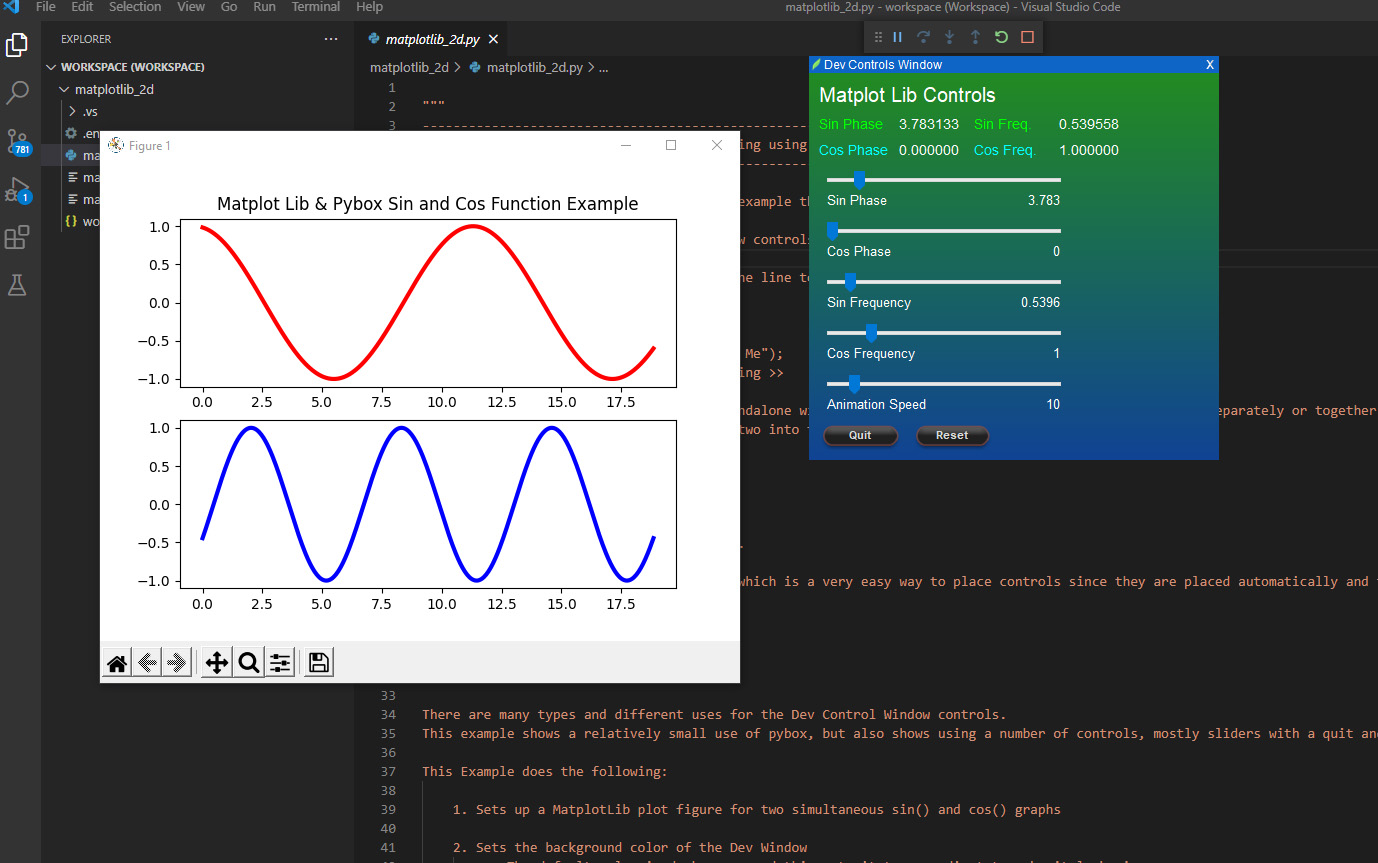 File Edit Selection View Go Run Terminal Help
matplotlib_2d.py - workspace (Workspace) - Visual Studio Code
EXPLORER ...
WORKSPACE (WORKSPACE)
matplotlib_2d
.vs
.en
ma
ma
ma
wo
781
1
matplotlib_2d.py
matplotlib_2d > matplotlib_2d.py > ...
1
2 """
3 --------------------------------------------------
ing using
example th
w controls
ne line to
Me");
ing >>
ndalone wi
eparately or together
two into t
.
which is a very easy way to place controls since they are placed automatically and
33
34 There are many types and different uses for the Dev Control Window controls.
35 This example shows a relatively small use of pybox, but also shows using a number of controls, mostly sliders with a quit an
36
37 This Example does the following:
38
39 1. Sets up a MatplotLib plot figure for two simultaneous sin() and cos() graphs
40
41 2. Sets the background color of the Dev Window
Figure 1
Matplot Lib & Pybox Sin and Cos Function Example
1.0
0.5
0.0
−0.5
−1.0
0.0 2.5 5.0 7.5 10.0 12.5 15.0 17.5
1.0
0.5
0.0
−0.5
−1.0
0.0 2.5 5.0 7.5 10.0 12.5 15.0 17.5
Dev Controls Window X
Matplot Lib Controls
Sin Phase 3.783133 Sin Freq. 0.539558
Cos Phase 0.000000 Cos Freq. 1.000000
Sin Phase 3.783
Cos Phase 0
Sin Frequency 0.5396
Cos Frequency 1
Animation Speed 10
Quit Reset